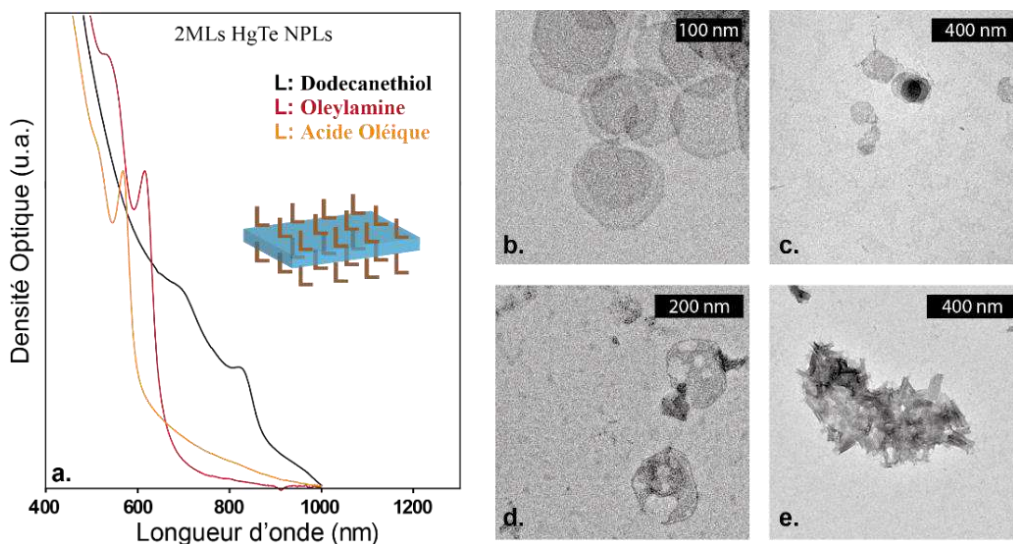 2MLs HgTe NPLs
L: Dodecanethiol
L: Oleylamine
L: Acide Oléique
Densité Optique (u.a.)
a.
400 600 800 1000 1200
Longueur d'onde (nm)
L L L L
L L L L
L L L L
L L L L
L L L L
100 nm
b.
400 nm
c.
200 nm
d.
400 nm
e.